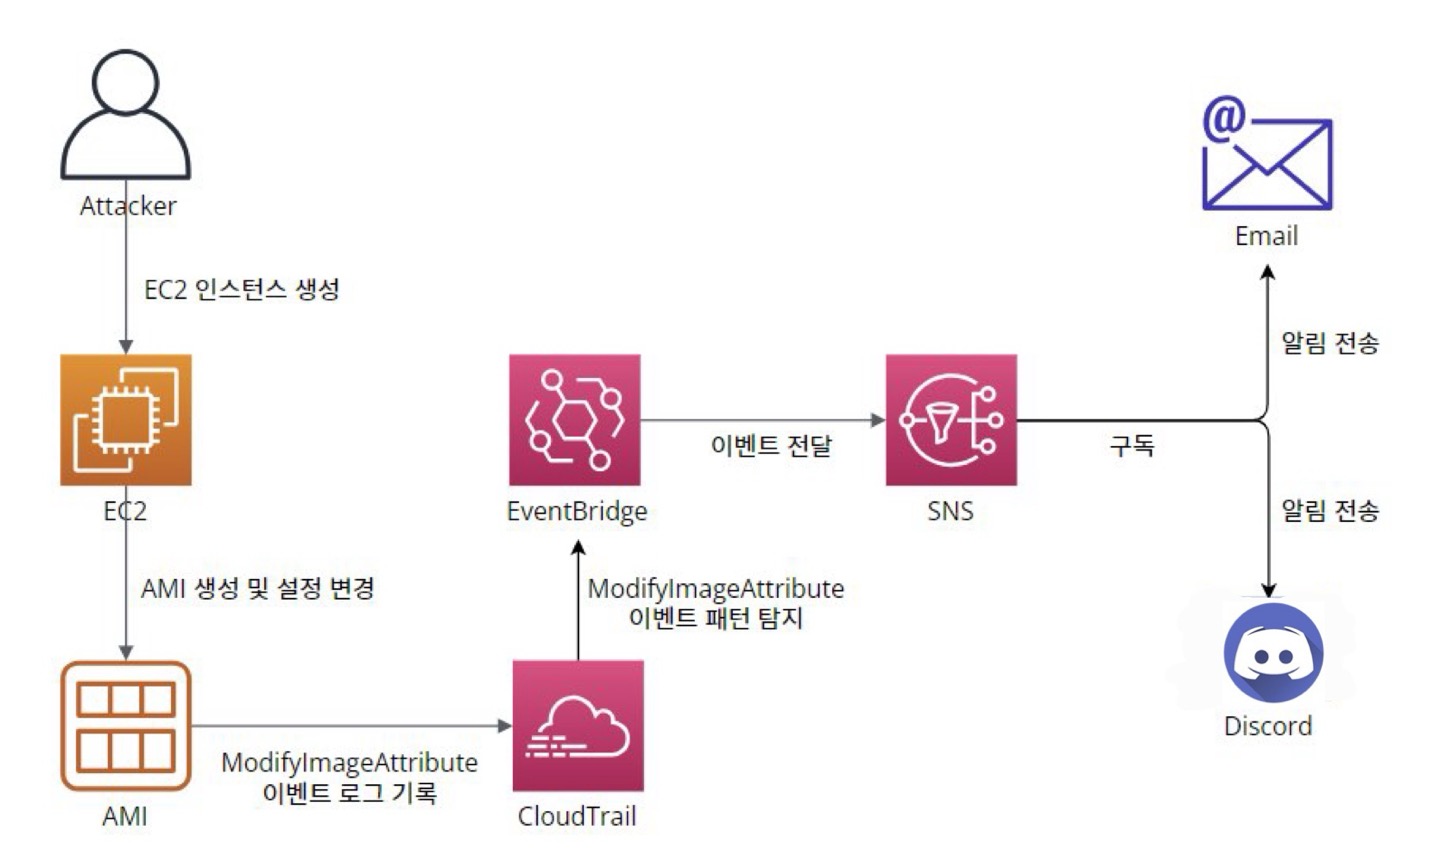 Attacker
EC2 인스턴스 생성
EC2
AMI 생성 및 설정 변경
AMI
ModifyImageAttribute
이벤트 로그 기록
CloudTrail
ModifyImageAttribute
이벤트 패턴 탐지
EventBridge
이벤트 전달
SNS
구독
알림 전송
@
Email
알림 전송
Discord